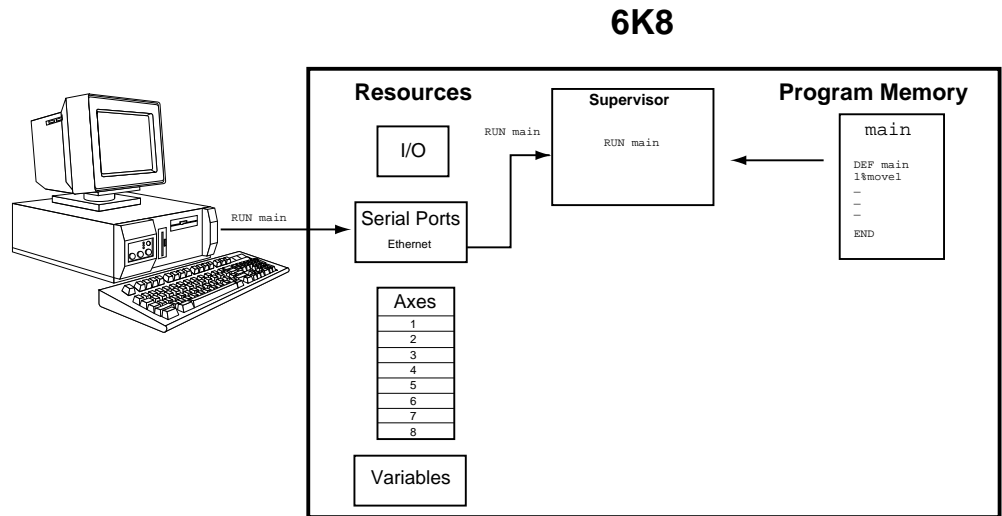 6K8
Resources
Supervisor
Program Memory
RUN main
I/O
RUN main
RUN main
Serial Ports
Ethernet
main
DEF main
1%move1
–
–
–
END
Axes
1
2
3
4
5
6
7
8
Variables